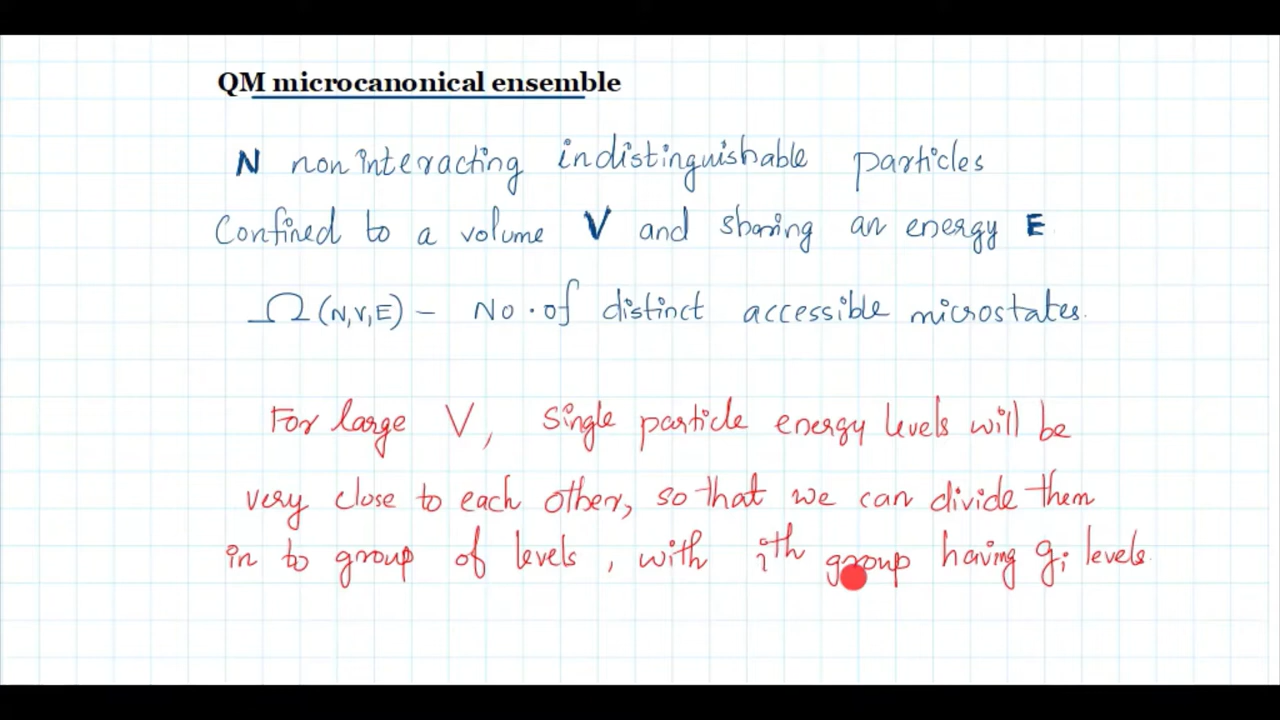 QM microcanonical ensemble
N noninteracting indistinguishable particles
Confined to a volume V and sharing an energy E
Ω(N,V,E) - No. of distinct accessible microstates.
For large V, Single particle energy levels will be
very close to each other, so that we can divide them
in to group of levels, with ith group having gi levels.